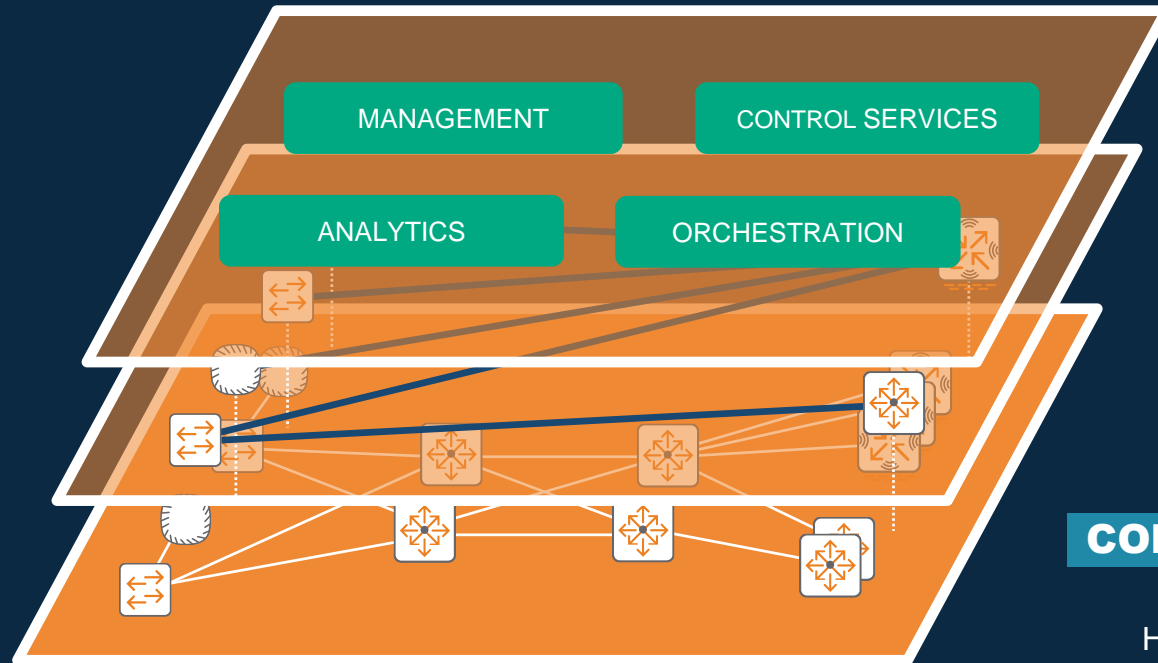 MANAGEMENT
CONTROL SERVICES
ANALYTICS
ORCHESTRATION